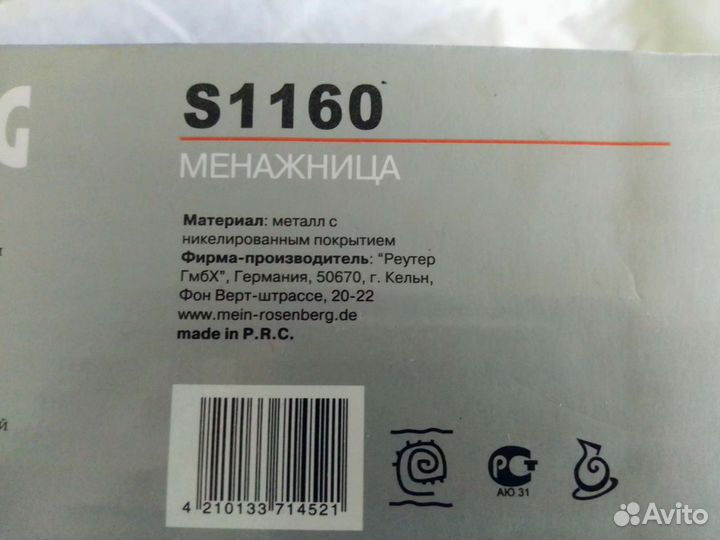 G
S1160
МЕНАЖНИЦА
Материал: металл с
никелированным покрытием
Фирма-производитель: "Реутер
ГмбХ", Германия, 50670, г. Кельн,
Фон Верт-штрассе, 20-22
www.mein-rosenberg.de
made in P.R.C.
4 210133 714521
РСТ
АЮ 31
Avito